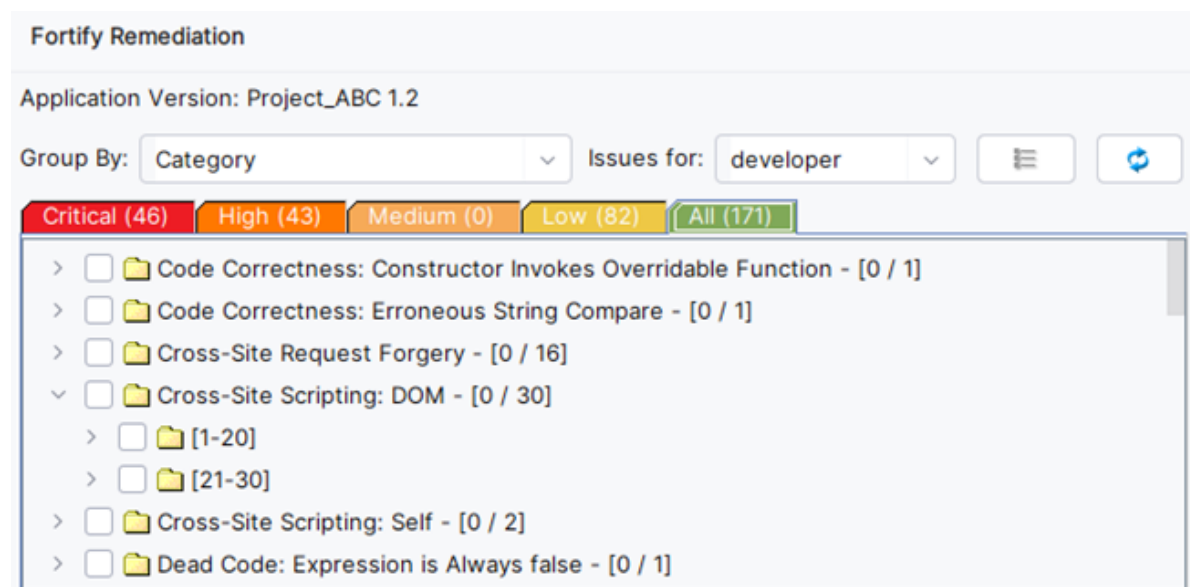 Fortify Remediation
Application Version: Project_ABC 1.2
Group By: Category Issues for: developer
Critical (46) High (43) Medium (0) Low (82) All (171)
Code Correctness: Constructor Invokes Overridable Function - [0 / 1]
Code Correctness: Erroneous String Compare - [0 / 1]
Cross-Site Request Forgery - [0 / 16]
Cross-Site Scripting: DOM - [0 / 30]
[1-20]
[21-30]
Cross-Site Scripting: Self - [0 / 2]
Dead Code: Expression is Always false - [0 / 1]